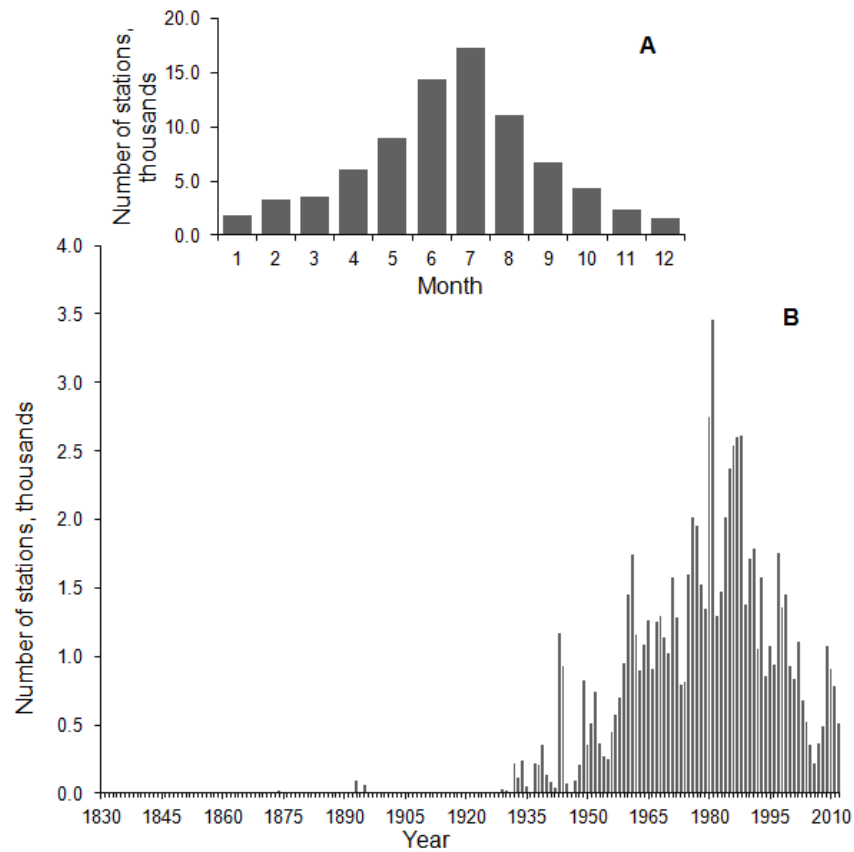 Number of stations,
thousands
20.0
15.0
10.0
5.0
0.0
A
1 2 3 4 5 6 7 8 9 10 11 12
Month
Number of stations, thousands
4.0
3.5
3.0
2.5
2.0
1.5
1.0
0.5
0.0
B
1830 1845 1860 1875 1890 1905 1920 1935 1950 1965 1980 1995 2010
Year